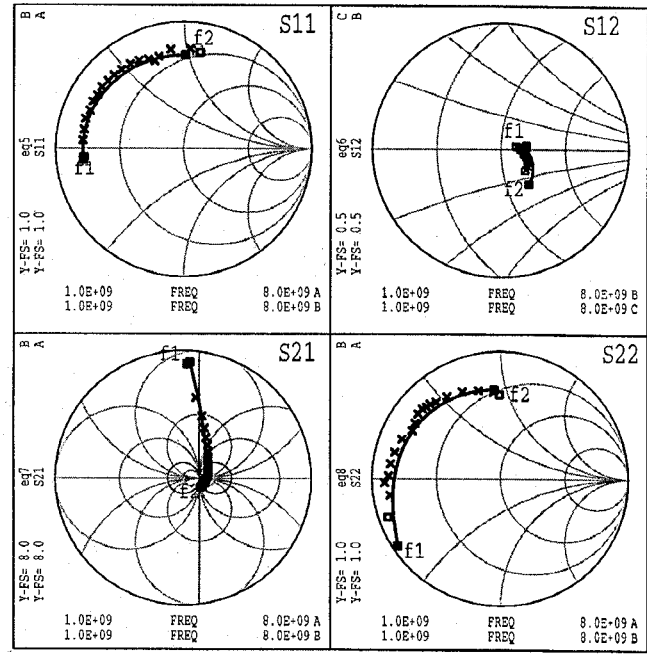 B A
S11
f2
f1
eq5
S11
Y-FS= 1.0
Y-FS= 1.0
1.0E+09 FREQ 8.0E+09 A
1.0E+09 FREQ 8.0E+09 B
C B
S12
f1
f2
eq6
S12
Y-FS= 0.5
Y-FS= 0.5
1.0E+09 FREQ 8.0E+09 B
1.0E+09 FREQ 8.0E+09 C
B A
S21
f1
f2
eq7
S21
Y-FS= 8.0
Y-FS= 8.0
1.0E+09 FREQ 8.0E+09 A
1.0E+09 FREQ 8.0E+09 B
B A
S22
f2
f1
eq8
S22
Y-FS= 1.0
Y-FS= 1.0
1.0E+09 FREQ 8.0E+09 A
1.0E+09 FREQ 8.0E+09 B